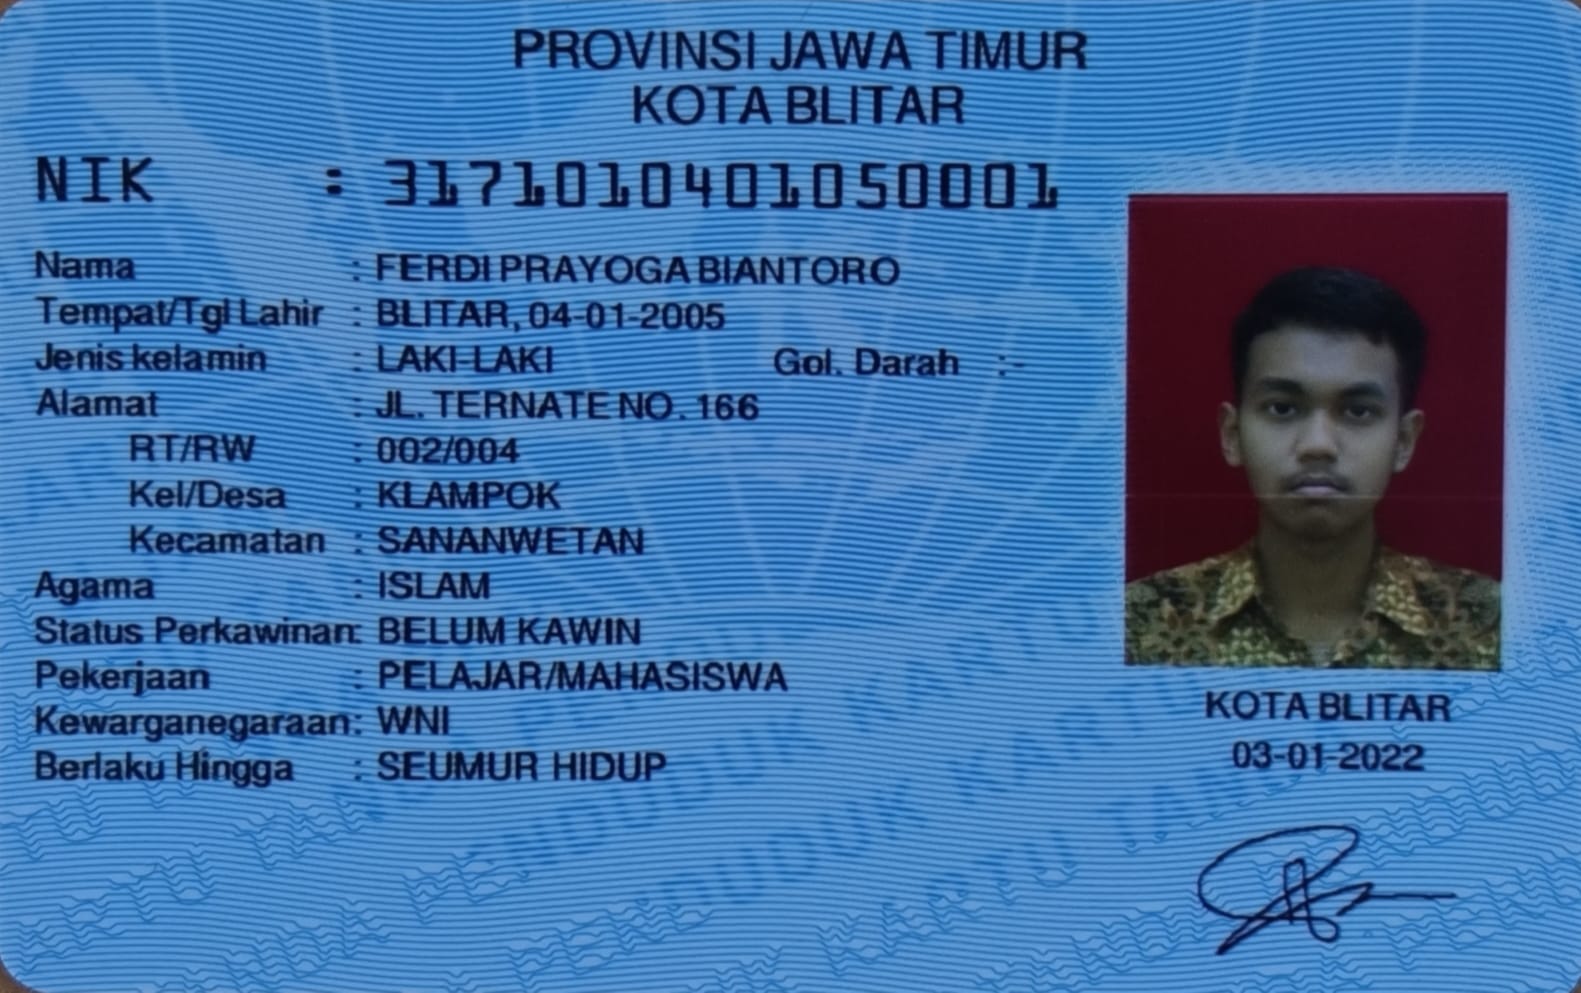 PROVINSI JAWA TIMUR
KOTA BLITAR
NIK : 3171010401050001
Nama : FERDI PRAYOGA BIANTORO
Tempat/Tgl Lahir : BLITAR, 04-01-2005
Jenis kelamin : LAKI-LAKI Gol. Darah :-
Alamat : JL. TERNATE NO. 166
RT/RW : 002/004
Kel/Desa : KLAMPOK
Kecamatan : SANANWETAN
Agama : ISLAM
Status Perkawinan: BELUM KAWIN
Pekerjaan : PELAJAR/MAHASISWA
Kewarganegaraan: WNI
Berlaku Hingga : SEUMUR HIDUP
KOTA BLITAR
03-01-2022